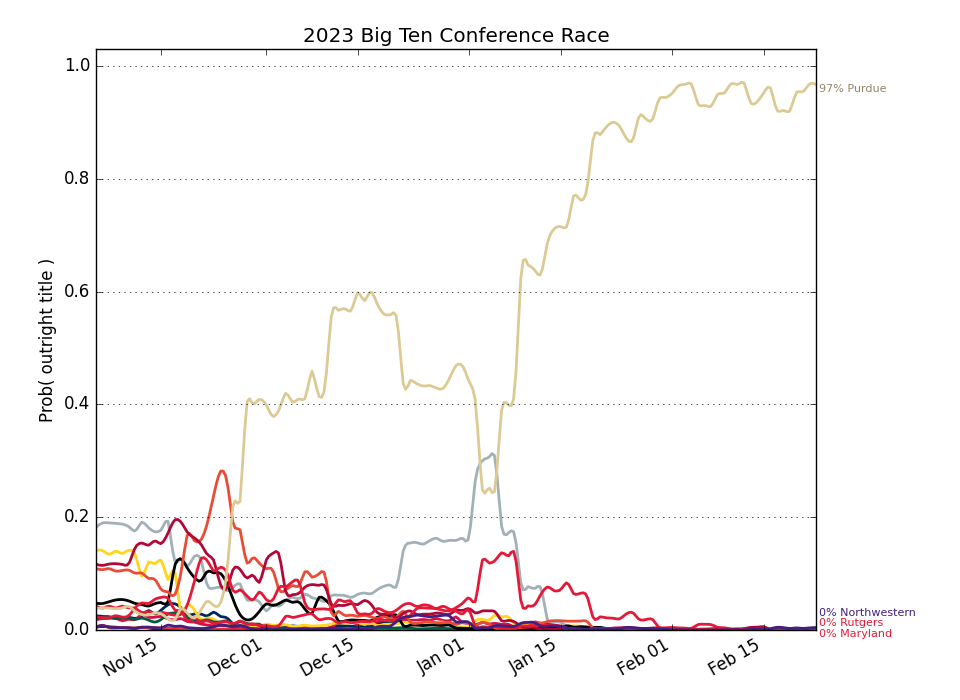 2023 Big Ten Conference Race
Prob( outright title )
1.0
0.8
0.6
0.4
0.2
0.0
97% Purdue
0% Northwestern
0% Rutgers
0% Maryland
Nov 15
Dec 01
Dec 15
Jan 01
Jan 15
Feb 01
Feb 15